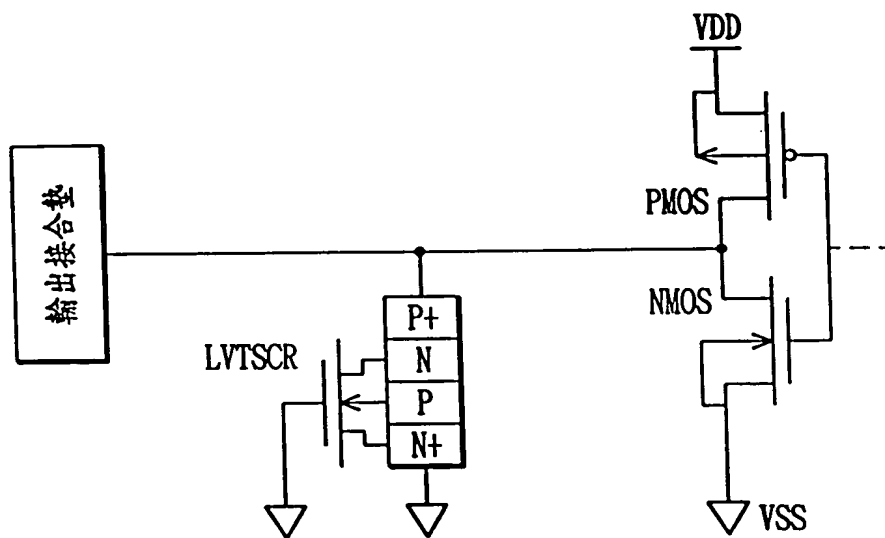 VDD
輸出接合墊
PMOS
NMOS
LVTSCR
P+
N
P
N+
VSS